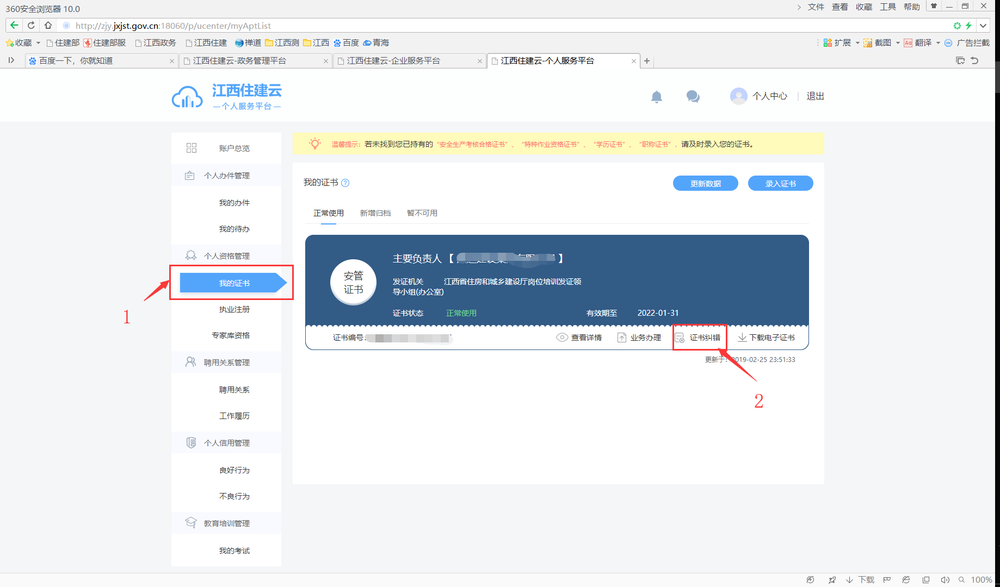 360安全浏览器 10.0
文件 查看 收藏 工具 帮助
http://zjy.jxjst.gov.cn:18060/p/ucenter/myAptList
收藏 住建部 住建部服 江西政务 江西住建 禅道 江西测 江西 百度 青海 扩展 截图 Aa 翻译 广告拦截
百度一下，你就知道 江西住建云-政务管理平台 江西住建云-企业服务平台 江西住建云-个人服务平台
江西住建云
—个人服务平台—
个人中心 | 退出
账户总览
个人办件管理
我的办件
我的待办
个人资格管理
我的证书
执业注册
专家库资格
聘用关系管理
聘用关系
工作履历
个人信用管理
良好行为
不良行为
教育培训管理
我的考试
1
温馨提示：若未找到您已持有的“安全生产考核合格证书”、“特种作业资格证书”、“学历证书”、“职称证书”，请及时录入您的证书。
我的证书 ?
更新数据 录入证书
正常使用 新增归档 暂不可用
安管
证书
主要负责人 【 】
发证机关 江西省住房和城乡建设厅岗位培训发证领
导小组(办公室)
证书状态 正常使用 有效期至 2022-01-31
证书编号: 查看详情 业务办理 证书纠错 下载电子证书
更新于: 2019-02-25 23:51:33
2
下载 100%